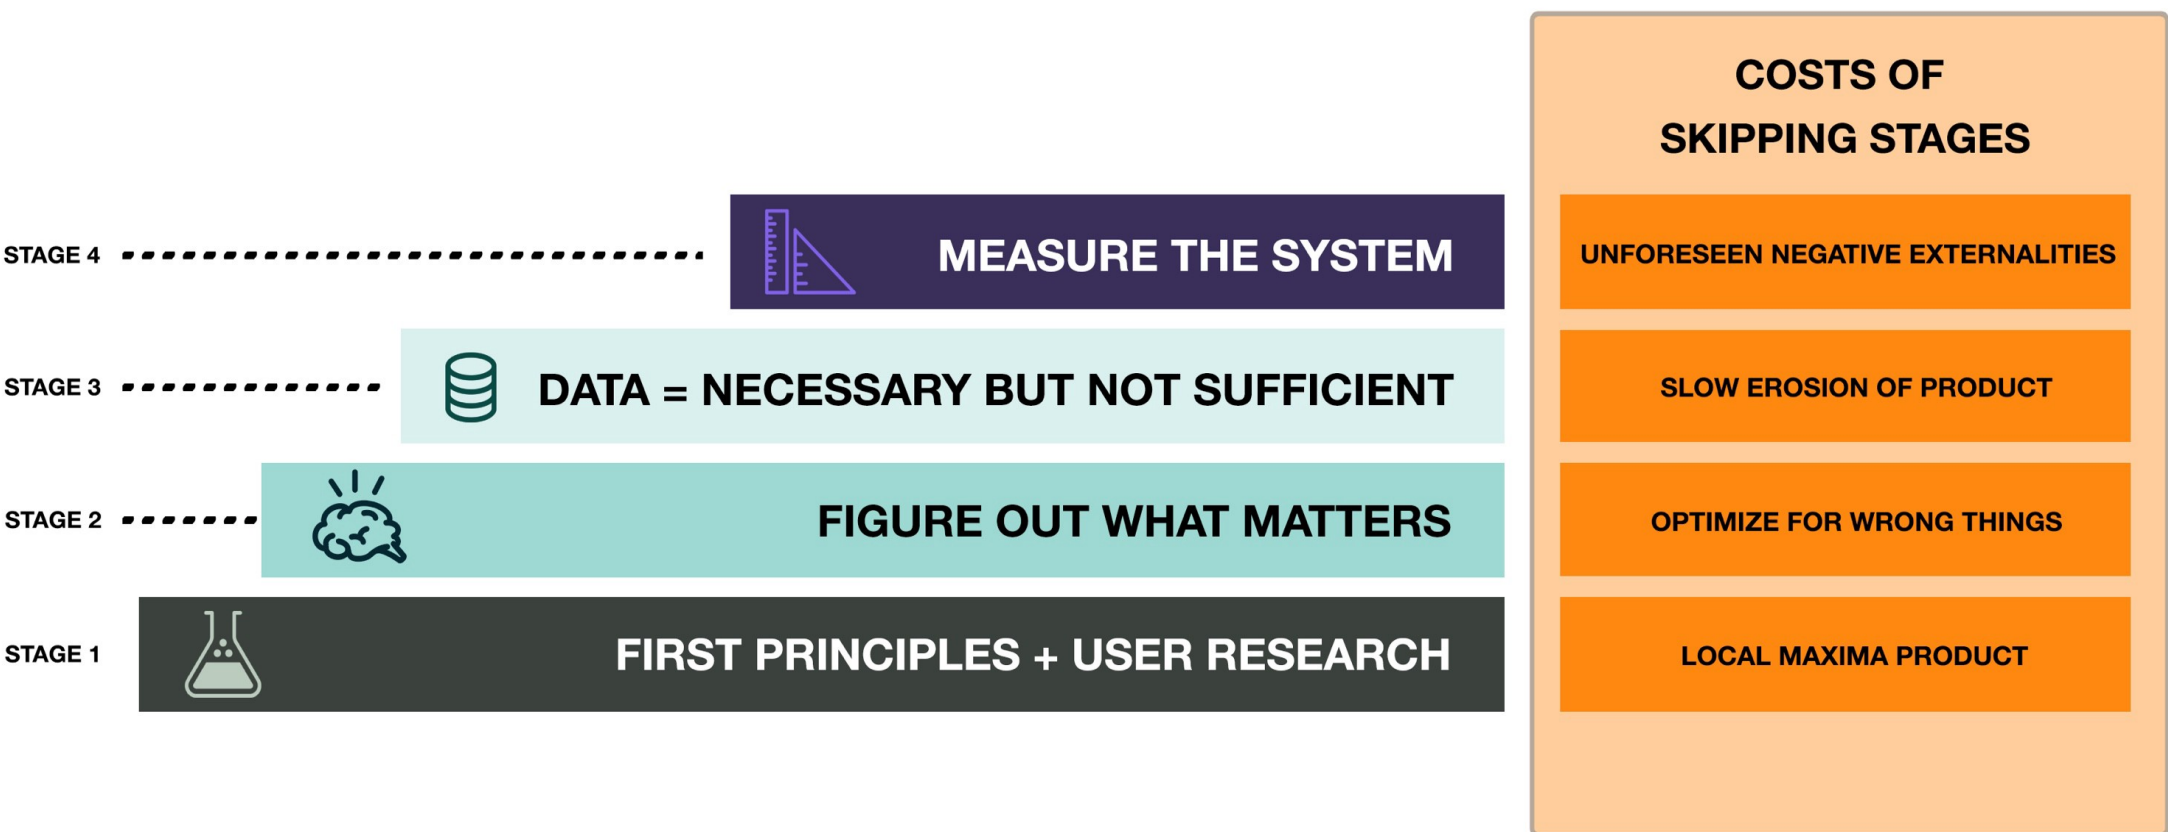 COSTS OF
SKIPPING STAGES
STAGE 4 MEASURE THE SYSTEM UNFORESEEN NEGATIVE EXTERNALITIES
STAGE 3 DATA = NECESSARY BUT NOT SUFFICIENT SLOW EROSION OF PRODUCT
STAGE 2 FIGURE OUT WHAT MATTERS OPTIMIZE FOR WRONG THINGS
STAGE 1 FIRST PRINCIPLES + USER RESEARCH LOCAL MAXIMA PRODUCT